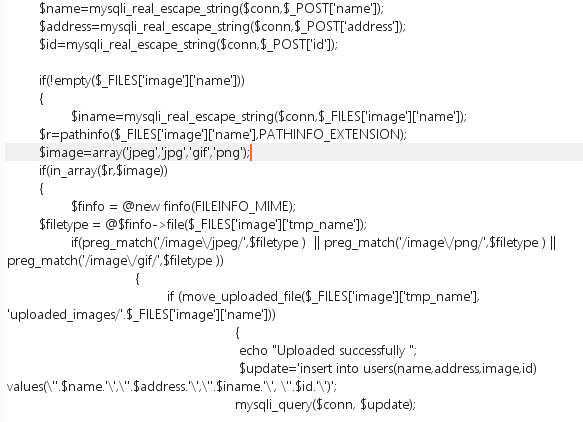 $name=mysqli_real_escape_string($conn,$_POST['name']);
$address=mysqli_real_escape_string($conn,$_POST['address']);
$id=mysqli_real_escape_string($conn,$_POST['id']);
if(!empty($_FILES['image']['name']))
{
$iname=mysqli_real_escape_string($conn,$_FILES['image']['name']);
$r=pathinfo($_FILES['image']['name'],PATHINFO_EXTENSION);
$image=array('jpeg','jpg','gif','png');
if(in_array($r,$image))
{
$finfo = @new finfo(FILEINFO_MIME);
$filetype = @$finfo->file($_FILES['image']['tmp_name']);
if(preg_match('/image\/jpeg/',$filetype )  || preg_match('/image\/png/',$filetype ) ||
preg_match('/image\/gif/',$filetype ))
{
if (move_uploaded_file($_FILES['image']['tmp_name'],
'uploaded_images/'.$_FILES['image']['name']))
{
echo "Uploaded successfully ";
$update='insert into users(name,address,image,id)
values(\''.$name.'\',\''.$address.'\',\''.$iname.'\', \''.$id.'\')';
mysqli_query($conn, $update);